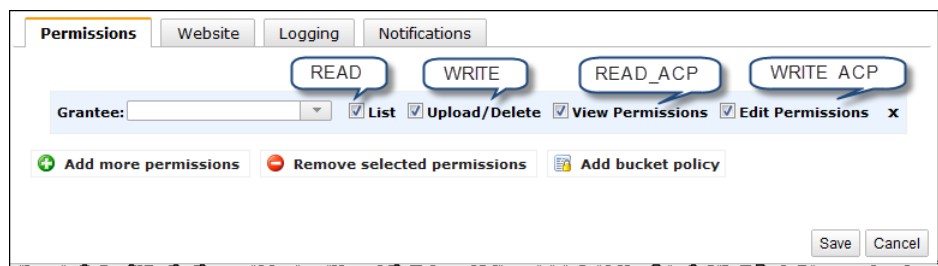 Permissions Website Logging Notifications
READ WRITE READ_ACP WRITE ACP
Grantee: List Upload/Delete View Permissions Edit Permissions x
Add more permissions Remove selected permissions Add bucket policy
Save Cancel